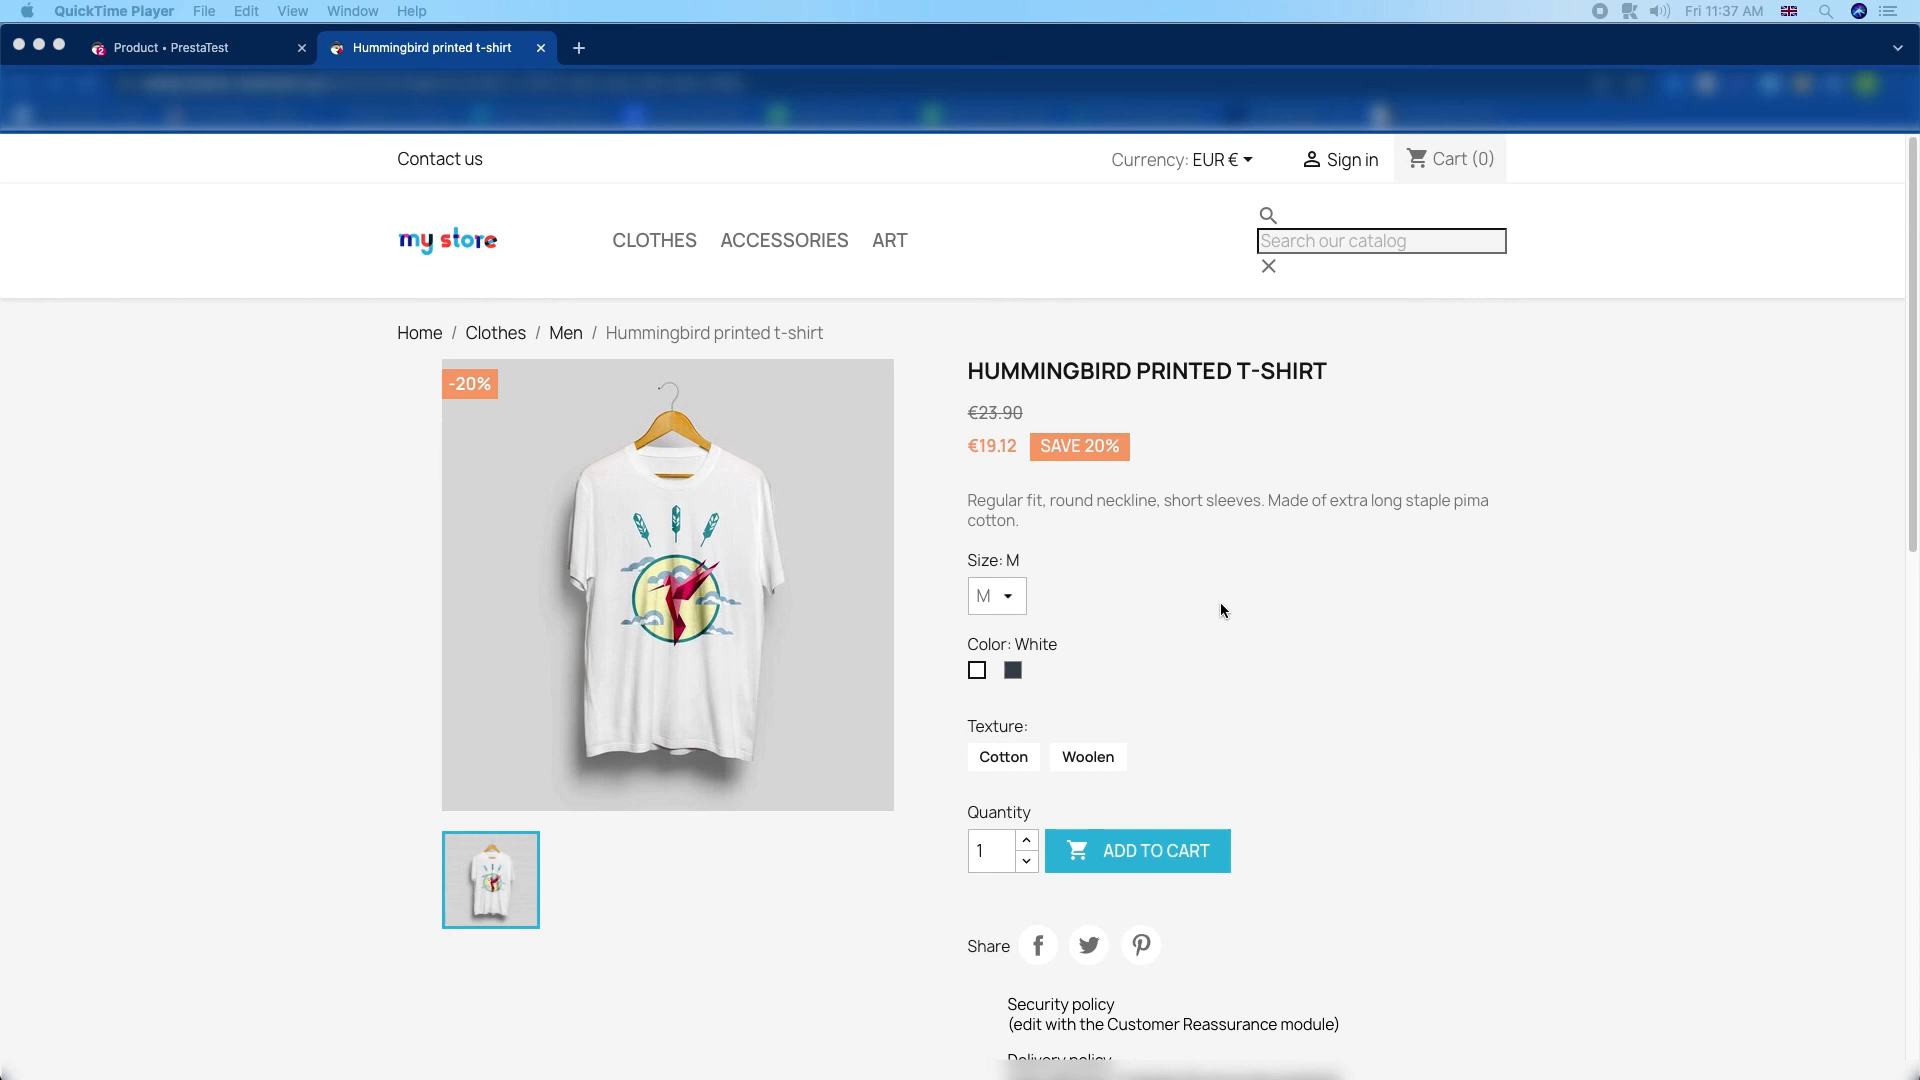 QuickTime Player File Edit View Window Help Fri 11:37 AM
Product • PrestaTest Hummingbird printed t-shirt
Contact us Currency: EUR € Sign in Cart (0)
my store CLOTHES ACCESSORIES ART Search our catalog
Home / Clothes / Men / Hummingbird printed t-shirt
-20%
HUMMINGBIRD PRINTED T-SHIRT
€23.90
€19.12 SAVE 20%
Regular fit, round neckline, short sleeves. Made of extra long staple pima
cotton.
Size: M
M
Color: White
Texture:
Cotton Woolen
Quantity
1 ADD TO CART
Share
Security policy
(edit with the Customer Reassurance module)
Delivery policy